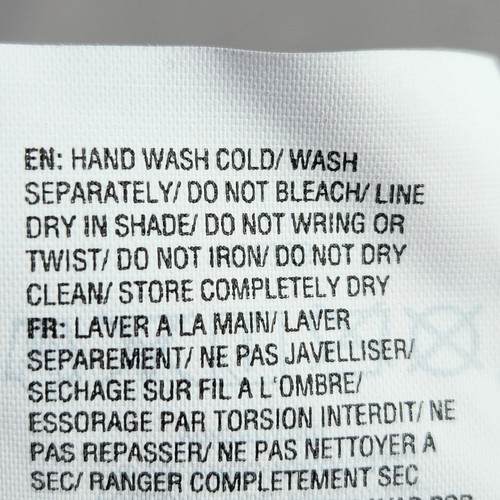 EN: HAND WASH COLD/ WASH
SEPARATELY/ DO NOT BLEACH/ LINE
DRY IN SHADE/ DO NOT WRING OR
TWIST/ DO NOT IRON/ DO NOT DRY
CLEAN/ STORE COMPLETELY DRY
FR: LAVER A LA MAIN/ LAVER
SEPAREMENT/ NE PAS JAVELLISER/
SECHAGE SUR FIL A L'OMBRE/
ESSORAGE PAR TORSION INTERDIT/ NE
PAS REPASSER/ NE PAS NETTOYER A
SEC/ RANGER COMPLETEMENT SEC